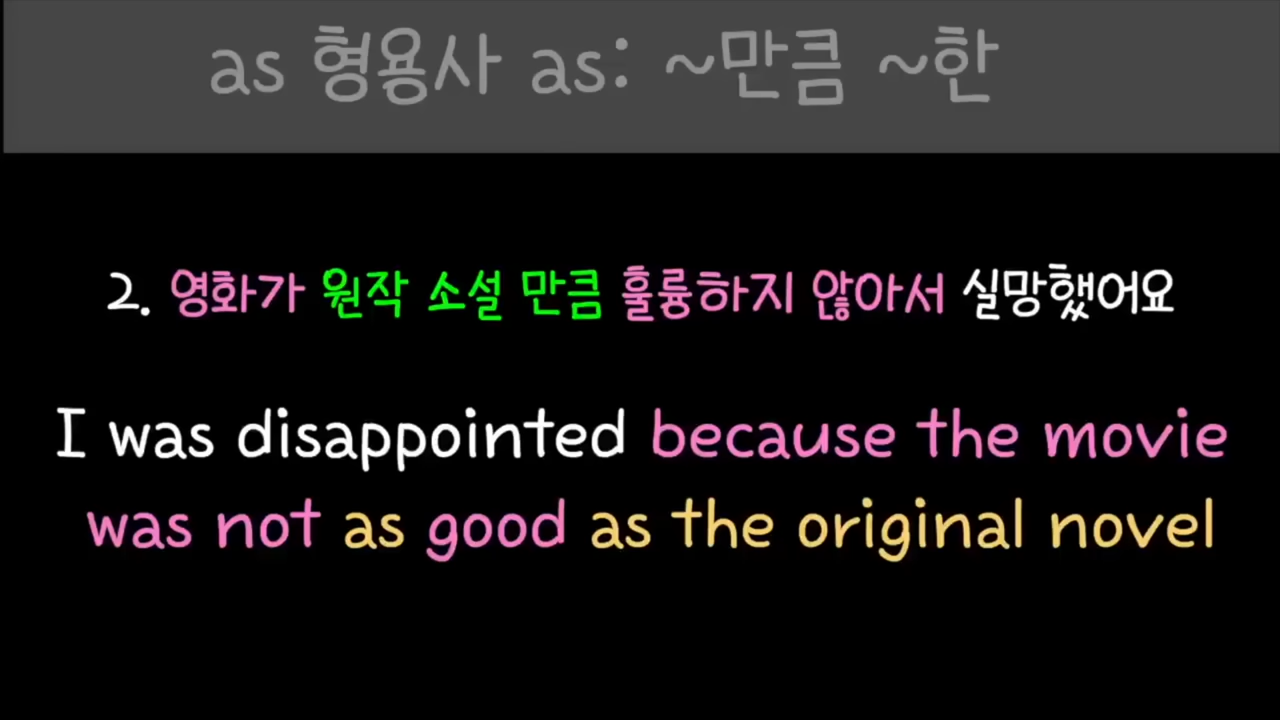 as 형용사 as: ~만큼 ~한
2. 영화가 원작 소설 만큼 훌륭하지 않아서 실망했어요
I was disappointed because the movie
was not as good as the original novel